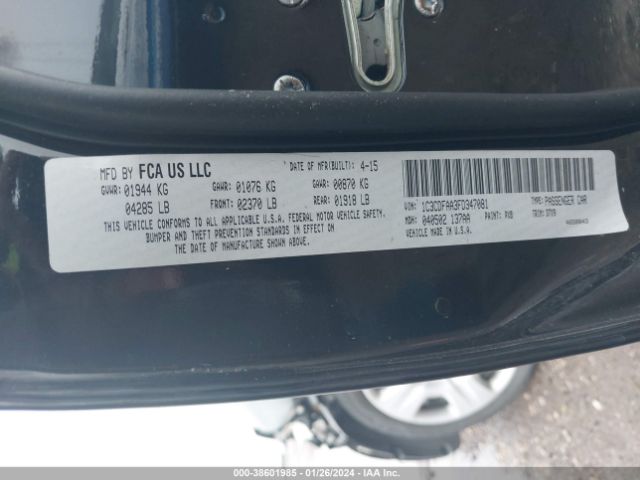 MFD BY FCA US LLC
DATE OF MFR(BUILT): 4-15
GVWR: 01944 KG GAWR: 01076 KG GAWR: 00870 KG
04285 LB FRONT: 02370 LB REAR: 01918 LB
THIS VEHICLE CONFORMS TO ALL APPLICABLE U.S.A. FEDERAL MOTOR VEHICLE SAFETY,
BUMPER AND THEFT PREVENTION STANDARDS IN EFFECT ON
THE DATE OF MANUFACTURE SHOWN ABOVE.
VIN: 1C3CDFAA3FD347081 TYPE: PASSENGER CAR
MDH: 040502 137AA PAINT: PXB TRIM:
VEHICLE MADE IN U.S.A.
000-38601985 - 01/26/2024 - IAA Inc.